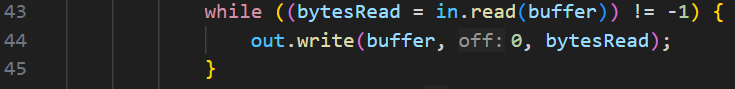 43 while ((bytesRead = in.read(buffer)) != -1) {
44 out.write(buffer, off: 0, bytesRead);
45 }